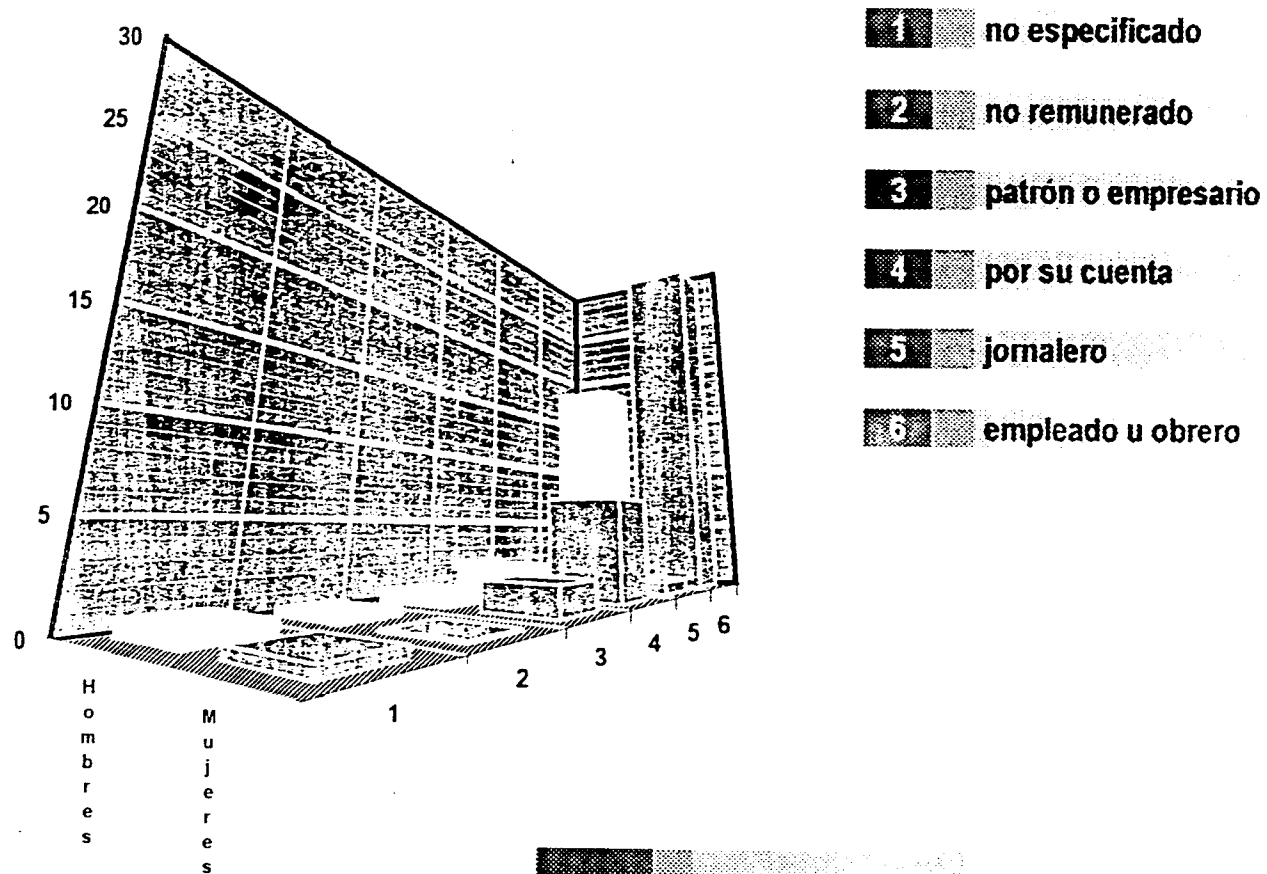 30
25
20
15
10
5
0
Hombres
Mujeres
1
2
3
4
5
6
1 no especificado
2 no remunerado
3 patrón o empresario
4 por su cuenta
5 jornalero
6 empleado u obrero